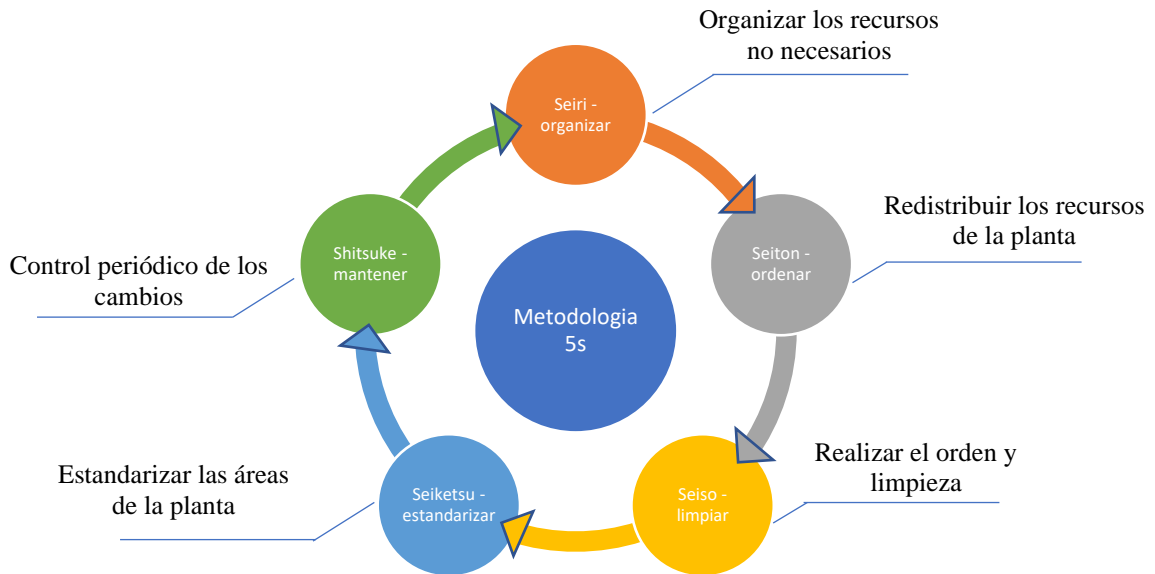 Organizar los recursos
no necesarios
Seiri -
organizar
Redistribuir los recursos
de la planta
Seiton -
ordenar
Realizar el orden y
limpieza
Seiso -
limpiar
Estandarizar las áreas
de la planta
Seiketsu -
estandarizar
Control periódico de los
cambios
Shitsuke -
mantener
Metodologia
5s